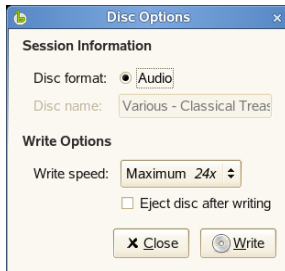 Disc Options
Session Information
Disc format: Audio
Disc name: Various - Classical Treas
Write Options
Write speed: Maximum 24x
Eject disc after writing
Close Write